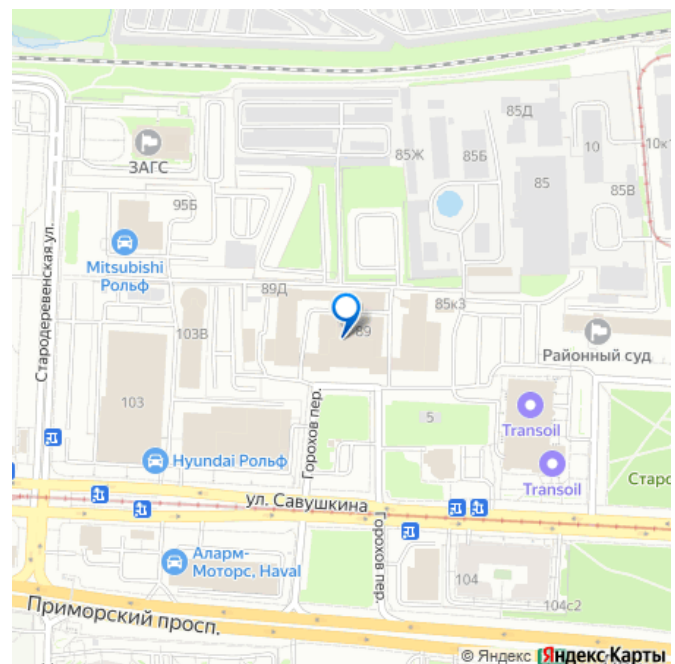 85Д
10
10к1
85Ж
85Б
85
85В
ЗАГС
95Б
Mitsubishi
Рольф
Стародеревенская ул.
89Д
85к3
89
103В
Районный суд
103
Горохов пер.
5
Transoil
Transoil
Hyundai Рольф
Старо
ул. Савушкина
Горохов пер.
Аларм-
Моторс, Haval
104
104с2
Приморский просп.
© Яндекс Яндекс Карты